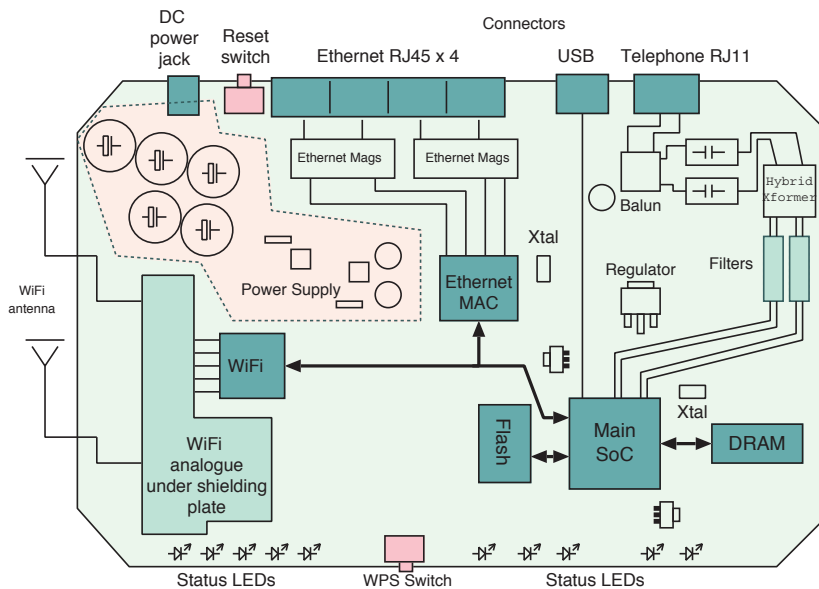 Connectors
DC
power
jack
Reset
switch
Ethernet RJ45 x 4
USB
Telephone RJ11
Ethernet Mags
Ethernet Mags
Balun
Hybrid
Xformer
Xtal
Filters
Regulator
Power Supply
Ethernet
MAC
WiFi
antenna
WiFi
Xtal
Flash
Main
SoC
DRAM
WiFi
analogue
under shielding
plate
Status LEDs
WPS Switch
Status LEDs